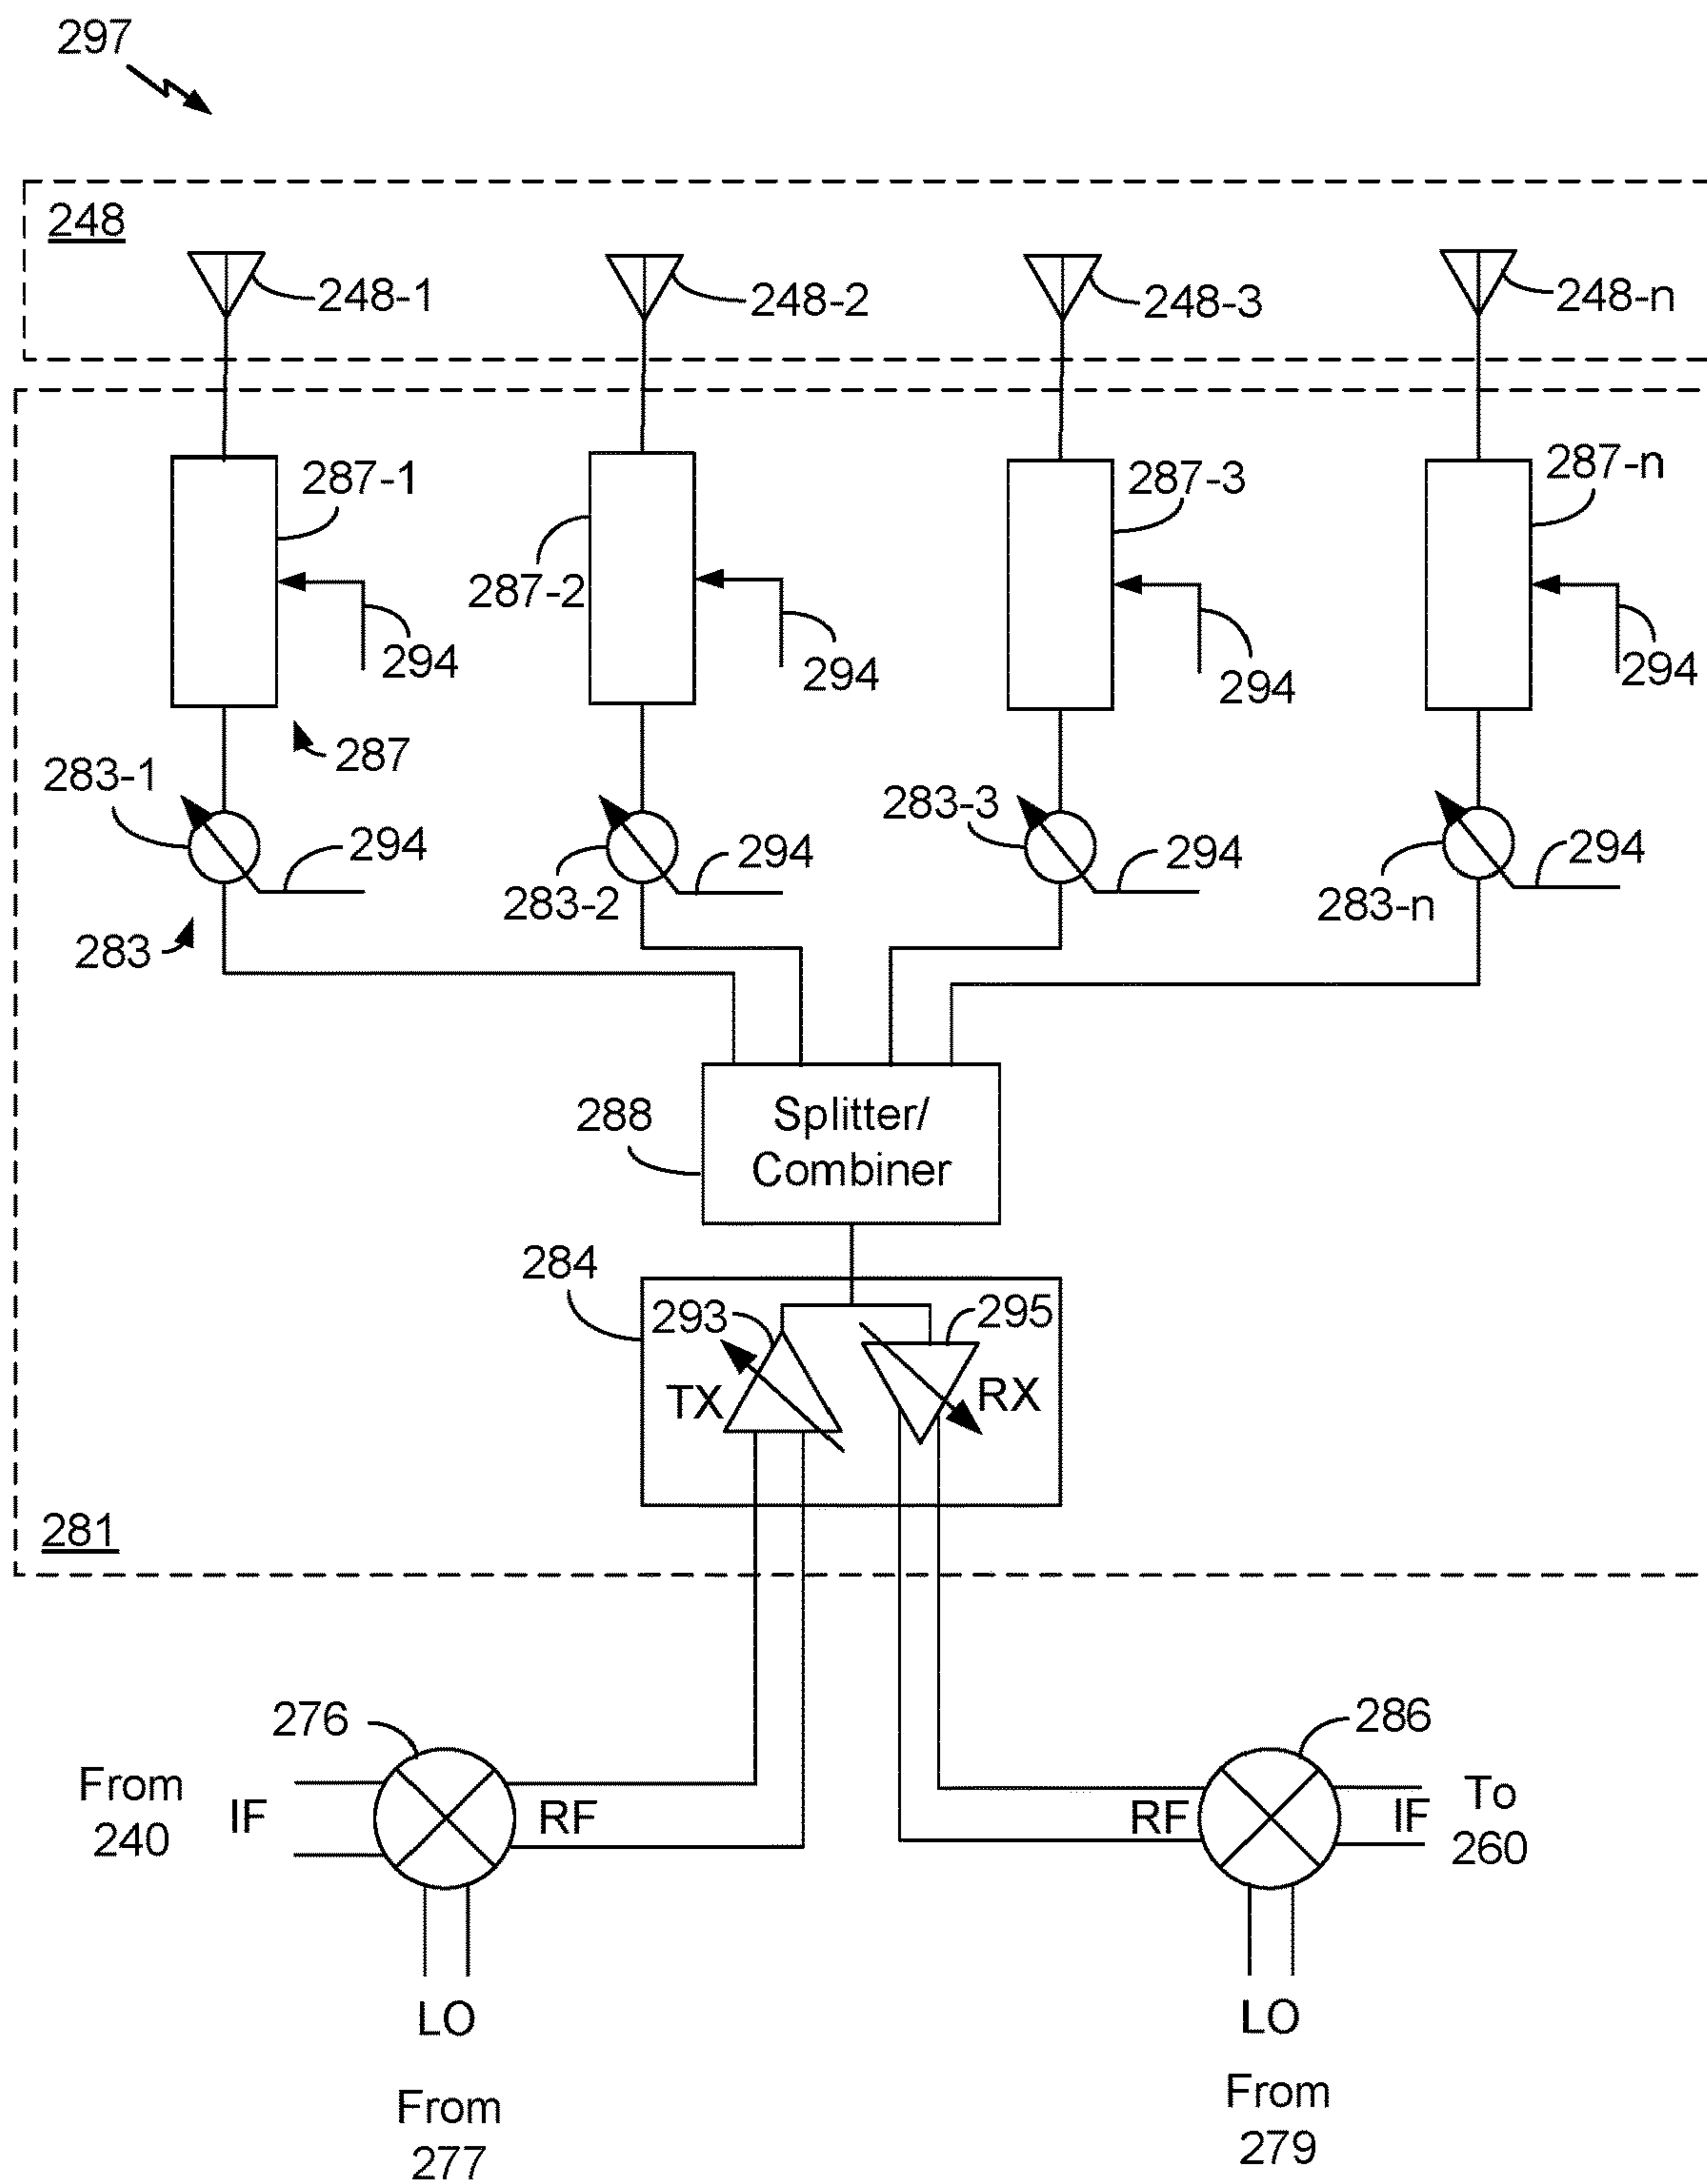 297
248
248-1
248-2
248-3
248-n
287-1
287-2
287-3
287-n
294
294
294
294
287
283-1
294
283-2
294
283-3
294
283-n
294
283
288
Splitter/
Combiner
284
293
295
TX
RX
281
276
286
From
240
IF
RF
RF
IF
To
260
LO
LO
From
277
From
279